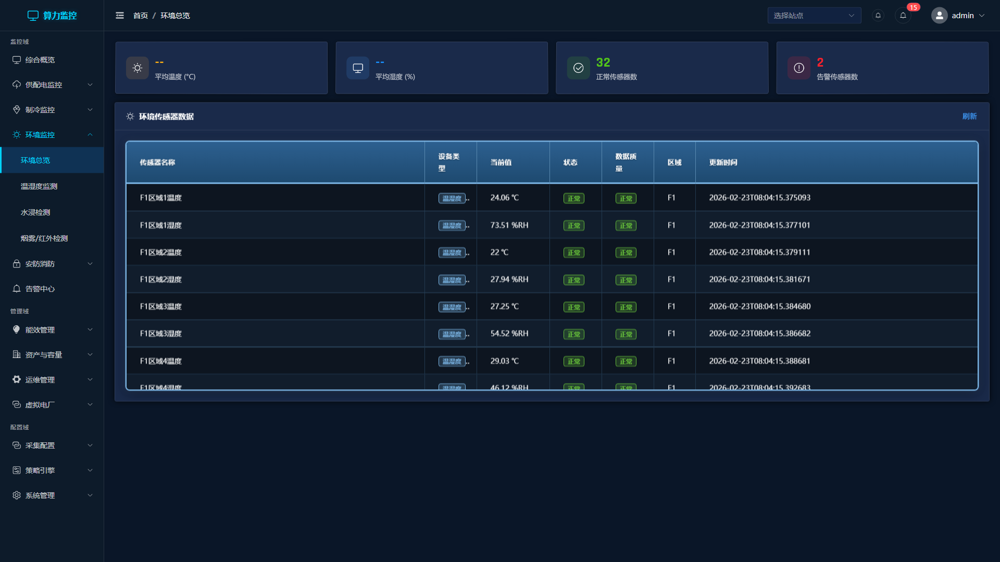 算力监控
首页 / 环境总览
选择站点
15
admin
监控域
综合概览
供配电监控
制冷监控
环境监控
环境总览
温湿度监测
水浸检测
烟雾/红外检测
安防消防
告警中心
管理域
能效管理
资产与容量
运维管理
虚拟电厂
配置域
采集配置
策略引擎
系统管理
--
平均温度 (°C)
--
平均湿度 (%)
32
正常传感器数
2
告警传感器数
环境传感器数据
刷新
传感器名称 设备类型 当前值 状态 数据质量 区域 更新时间
F1区域1温度 温湿度.. 24.06 ℃ 正常 正常 F1 2026-02-23T08:04:15.375093
F1区域1湿度 温湿度.. 73.51 %RH 正常 正常 F1 2026-02-23T08:04:15.377101
F1区域2温度 温湿度.. 22 ℃ 正常 正常 F1 2026-02-23T08:04:15.379111
F1区域2湿度 温湿度.. 27.94 %RH 正常 正常 F1 2026-02-23T08:04:15.381671
F1区域3温度 温湿度.. 27.25 ℃ 正常 正常 F1 2026-02-23T08:04:15.384680
F1区域3湿度 温湿度.. 54.52 %RH 正常 正常 F1 2026-02-23T08:04:15.386682
F1区域4温度 温湿度.. 29.03 ℃ 正常 正常 F1 2026-02-23T08:04:15.388681
F1区域4湿度 温湿度 46.12 %RH 正常 正常 F1 2026-02-23T08:04:15.392683